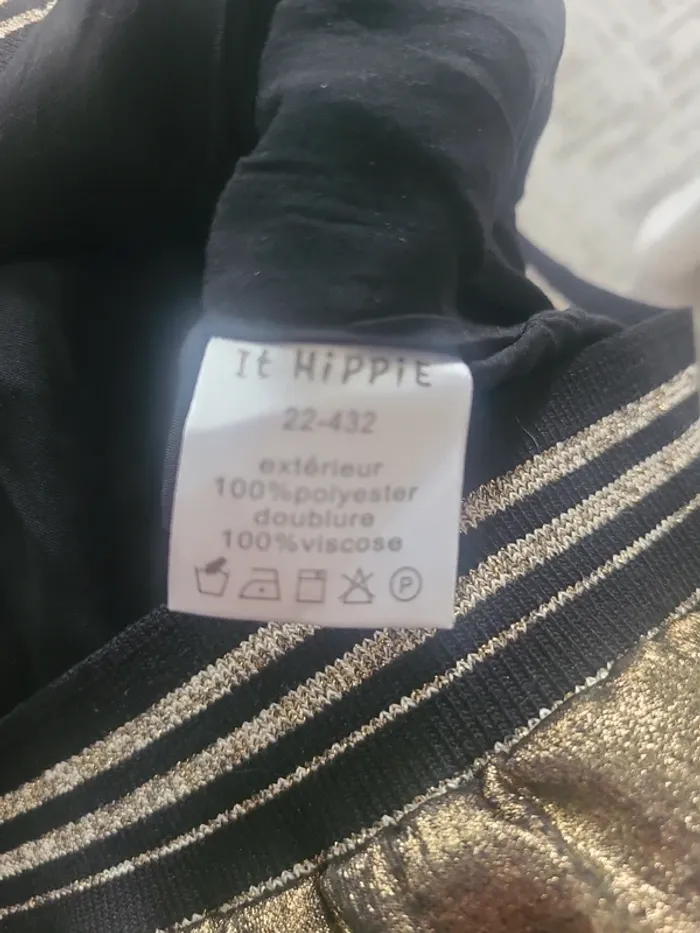 It HiPPiE
22-432
extérieur
100%polyester
doublure
100%viscose
P